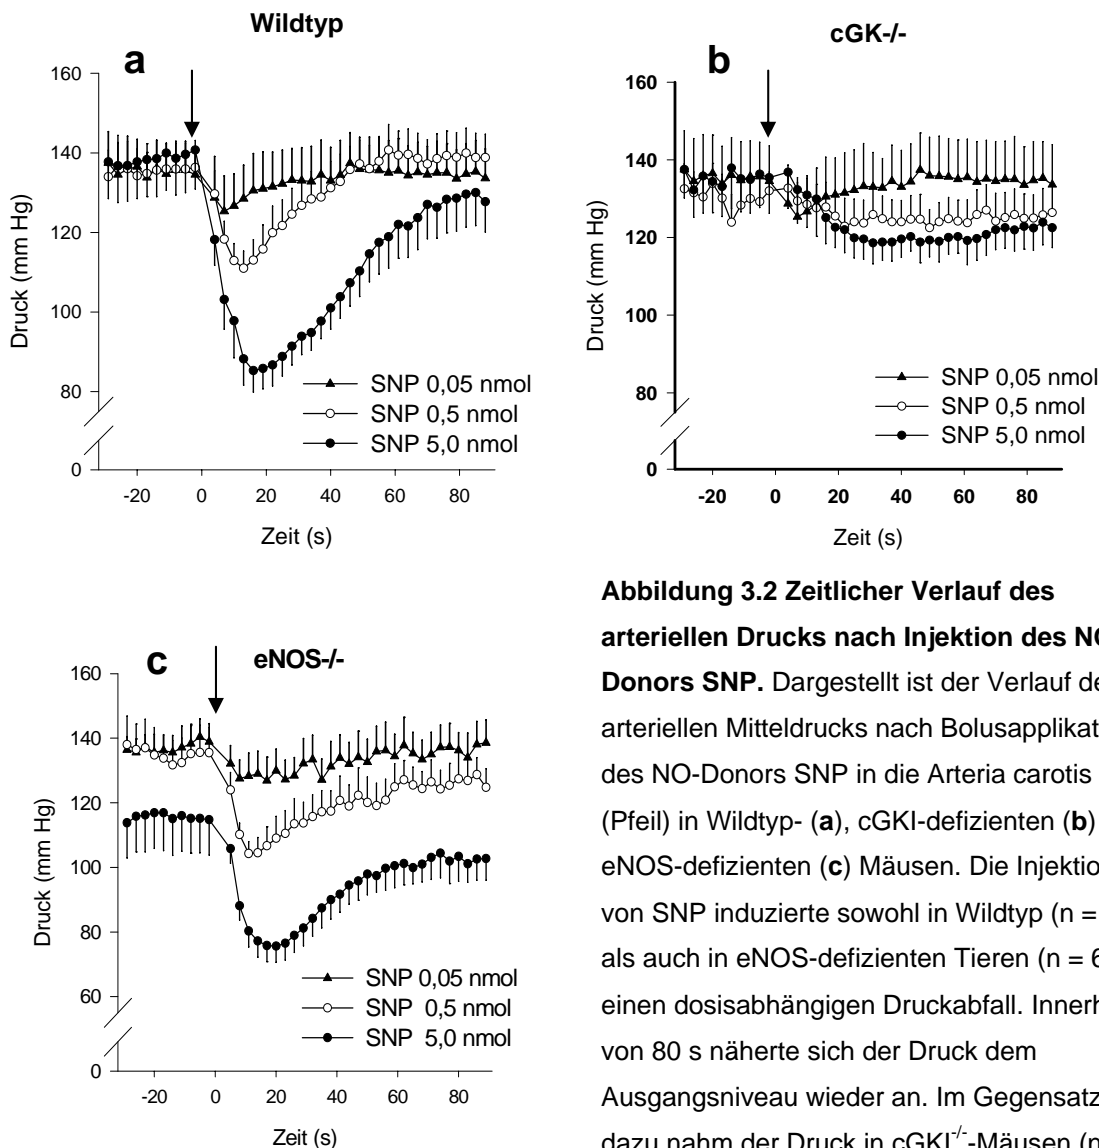 Wildtyp
a
160
140
120
100
80
0
Druck (mm Hg)
SNP 0,05 nmol
SNP 0,5 nmol
SNP 5,0 nmol
-20 0 20 40 60 80
Zeit (s)
cGK-/-
b
160
140
120
100
80
0
Druck (mm Hg)
SNP 0,05 nmol
SNP 0,5 nmol
SNP 5,0 nmol
-20 0 20 40 60 80
Zeit (s)
c
eNOS-/-
160
140
120
100
80
60
0
Druck (mm Hg)
SNP 0,05 nmol
SNP 0,5 nmol
SNP 5,0 nmol
-20 0 20 40 60 80
Zeit (s)
Abbildung 3.2 Zeitlicher Verlauf des
arteriellen Drucks nach Injektion des NO
Donors SNP. Dargestellt ist der Verlauf de
arteriellen Mitteldrucks nach Bolusapplikat
des NO-Donors SNP in die Arteria carotis
(Pfeil) in Wildtyp- (a), cGKI-defizienten (b)
eNOS-defizienten (c) Mäusen. Die Injektio
von SNP induzierte sowohl in Wildtyp (n =
als auch in eNOS-defizienten Tieren (n = 6
einen dosisabhängigen Druckabfall. Innerh
von 80 s näherte sich der Druck dem
Ausgangsniveau wieder an. Im Gegensatz
dazu nahm der Druck in cGKI-/--Mäusen (n